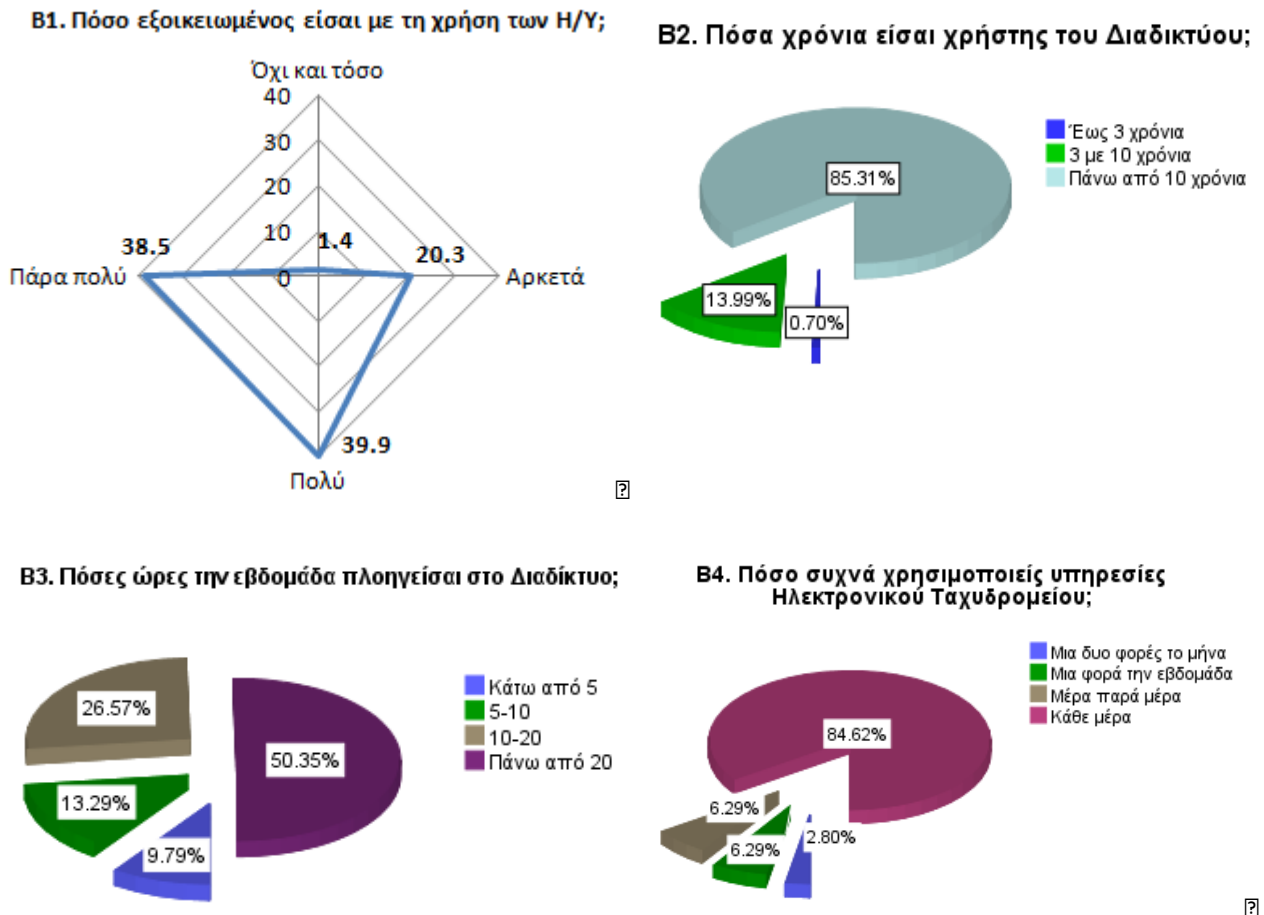 Β1. Πόσο εξοικειωμένος είσαι με τη χρήση των Η/Υ;
Όχι και τόσο
40
30
20
10
0
1.4
20.3
38.5
39.9
Πάρα πολύ
Αρκετά
Πολύ
Β2. Πόσα χρόνια είσαι χρήστης του Διαδικτύου;
Έως 3 χρόνια
3 με 10 χρόνια
Πάνω από 10 χρόνια
85.31%
13.99%
0.70%
Β3. Πόσες ώρες την εβδομάδα πλοηγείσαι στο Διαδίκτυο;
Κάτω από 5
5-10
10-20
Πάνω από 20
26.57%
50.35%
13.29%
9.79%
Β4. Πόσο συχνά χρησιμοποιείς υπηρεσίες
Ηλεκτρονικού Ταχυδρομείου;
Μια δυο φορές το μήνα
Μια φορά την εβδομάδα
Μέρα παρά μέρα
Κάθε μέρα
84.62%
6.29%
6.29%
2.80%